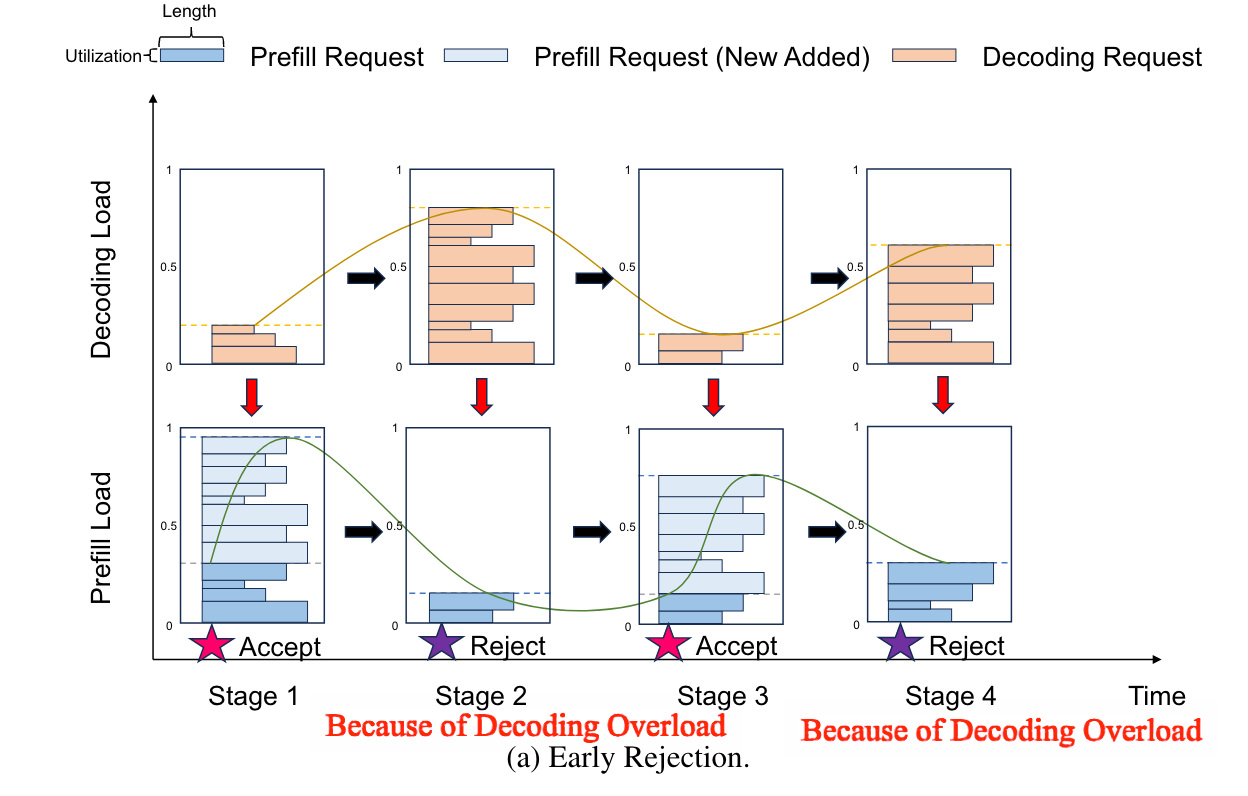 Length
Utilization
Prefill Request
Prefill Request (New Added)
Decoding Request
Decoding Load
1
0.5
0
1
0.5
0
1
0.5
0
1
0.5
0
Prefill Load
1
0.5
0
1
0.5
0
1
0.5
0
1
0.5
0
Accept
Reject
Accept
Reject
Stage 1
Stage 2
Stage 3
Stage 4
Time
Because of Decoding Overload
Because of Decoding Overload
(a) Early Rejection.